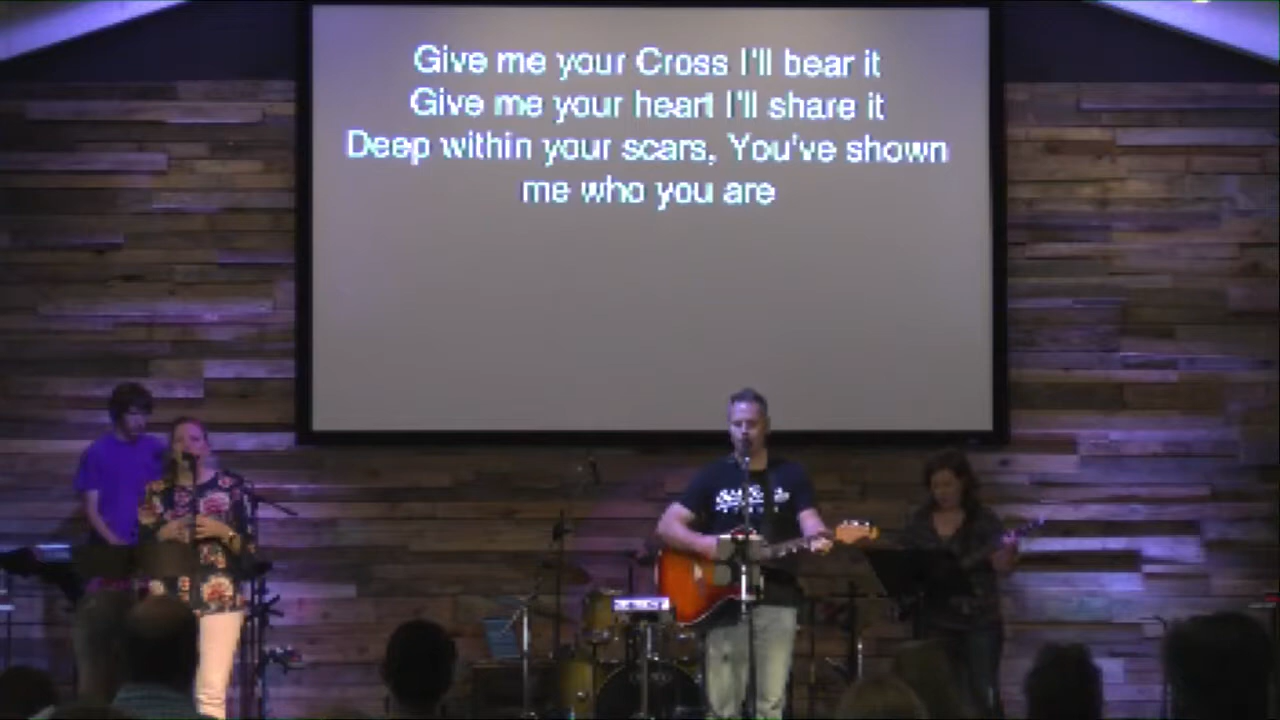 Give me your Cross I'll bear it
Give me your heart I'll share it
Deep within your scars, You've shown
me who you are